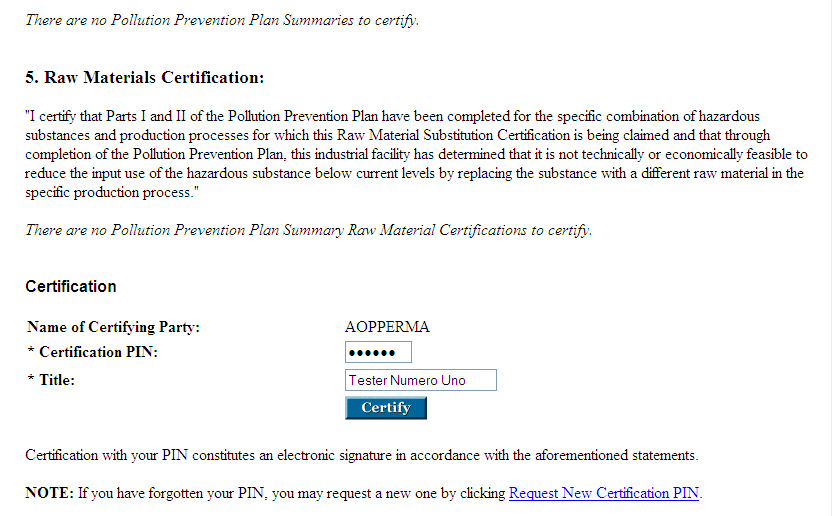 There are no Pollution Prevention Plan Summaries to certify.
5. Raw Materials Certification:
"I certify that Parts I and II of the Pollution Prevention Plan have been completed for the specific combination of hazardous
substances and production processes for which this Raw Material Substitution Certification is being claimed and that through
completion of the Pollution Prevention Plan, this industrial facility has determined that it is not technically or economically feasible to
reduce the input use of the hazardous substance below current levels by replacing the substance with a different raw material in the
specific production process."
There are no Pollution Prevention Plan Summary Raw Material Certifications to certify.
Certification
Name of Certifying Party: AOPPERMA
* Certification PIN: ••••••
* Title: Tester Numero Uno
Certify
Certification with your PIN constitutes an electronic signature in accordance with the aforementioned statements.
NOTE: If you have forgotten your PIN, you may request a new one by clicking Request New Certification PIN.